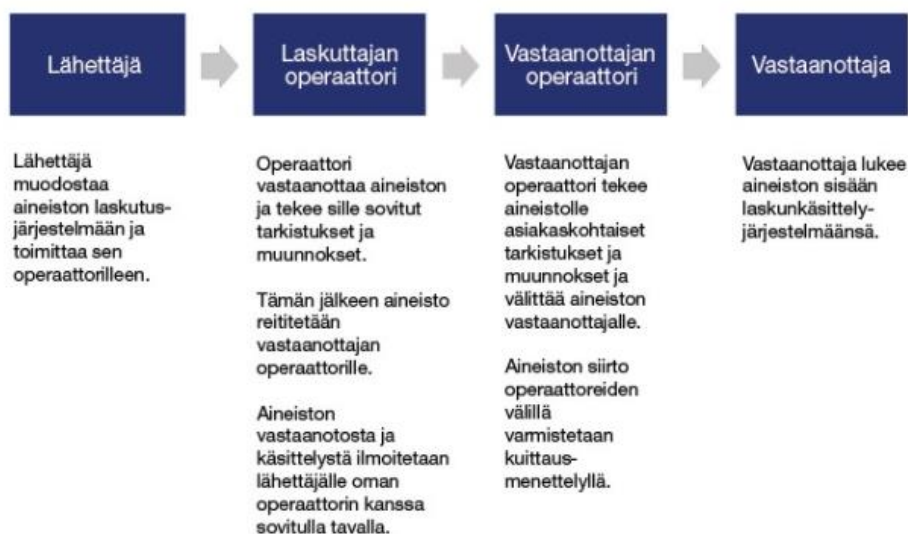 Lähettäjä
Laskuttajan
operaattori
Vastaanottajan
operaattori
Vastaanottaja
Lähettäjä
muodostaa
aineiston laskutus-
järjestelmään ja
toimittaa sen
operaattorilleen.
Operaattori
vastaanottaa aineiston
ja tekee sille sovitut
tarkistukset ja
muunnokset.
Tämän jälkeen aineisto
reititetään
vastaanottajan
operaattorille.
Aineiston
vastaanotosta ja
käsittelystä ilmoitetaan
lähettäjälle oman
operaattorin kanssa
sovitulla tavalla.
Vastaanottajan
operaattori tekee
aineistolle
asiakaskohtaiset
tarkistukset ja
muunnokset ja
välittää aineiston
vastaanottajalle.
Aineiston siirto
operaattoreiden
välillä
varmistetaan
kuittaus-
menettelyllä.
Vastaanottaja lukee
aineiston sisään
laskunkäsittely-
järjestelmäänsä.